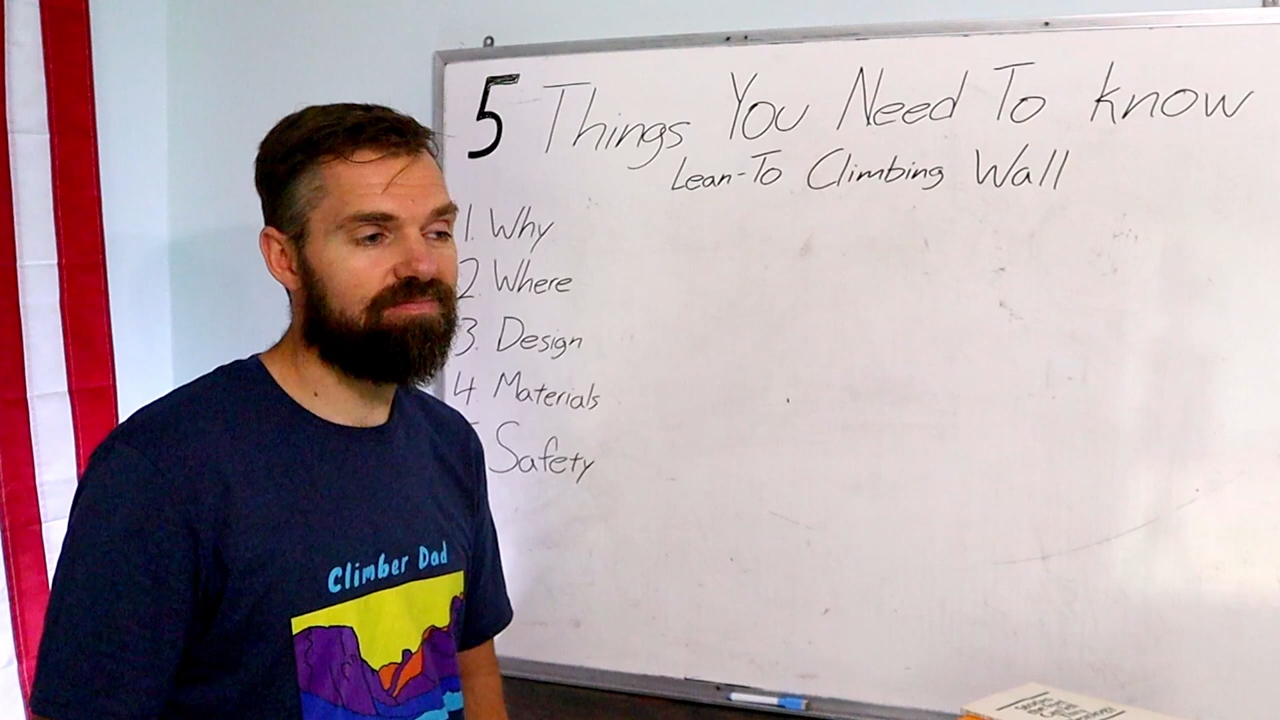 5 Things You Need To know
Lean-To Climbing Wall
1. Why
2. Where
3. Design
4. Materials
Safety
Climber Dad